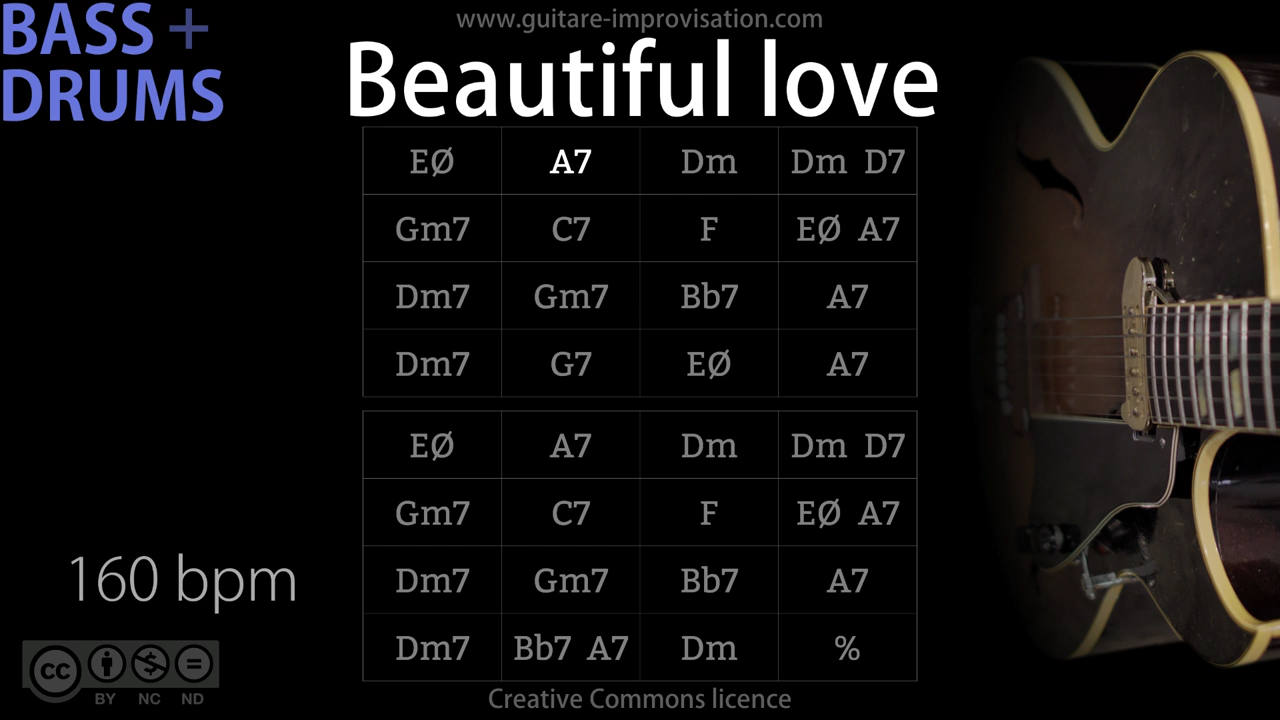 www.guitare-improvisation.com
BASS +
DRUMS
Beautiful love
EØ A7 Dm Dm D7
Gm7 C7 F EØ A7
Dm7 Gm7 Bb7 A7
Dm7 G7 EØ A7
EØ A7 Dm Dm D7
Gm7 C7 F EØ A7
Dm7 Gm7 Bb7 A7
Dm7 Bb7 A7 Dm %
160 bpm
cc
BY NC ND
Creative Commons licence